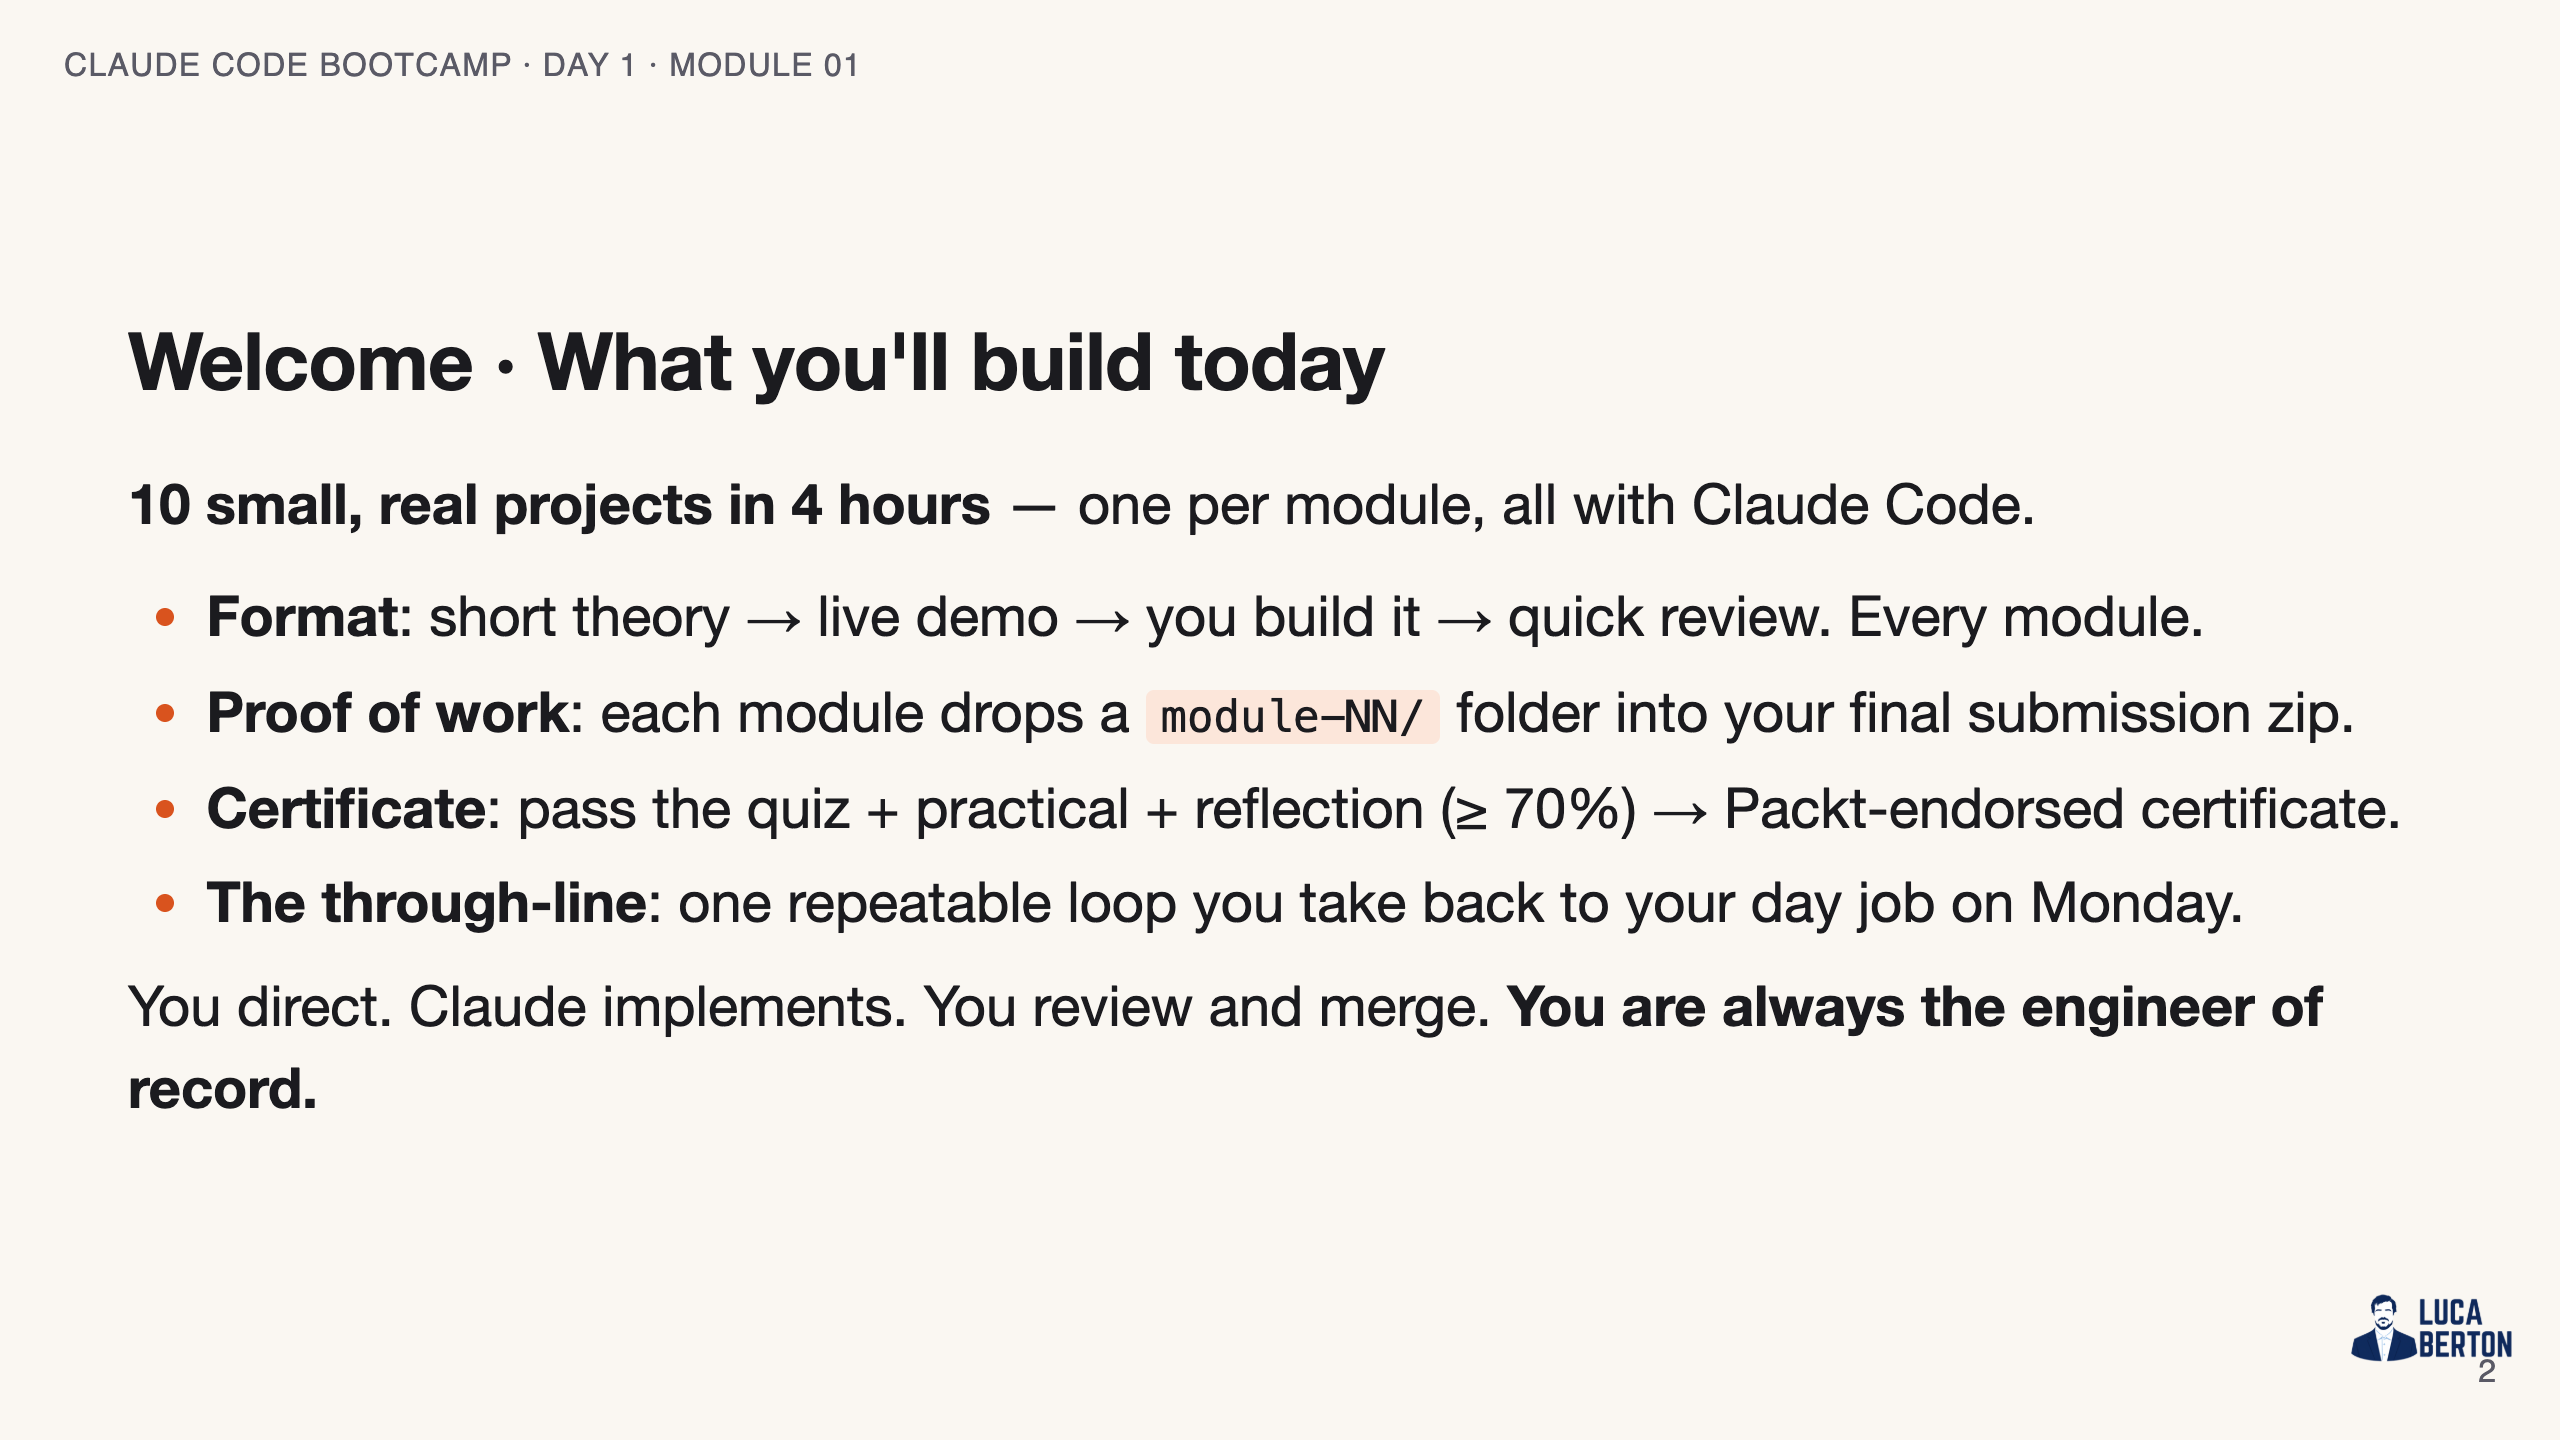 CLAUDE CODE BOOTCAMP · DAY 1 · MODULE 01
Welcome · What you'll build today
10 small, real projects in 4 hours — one per module, all with Claude Code.
• Format: short theory → live demo → you build it → quick review. Every module.
• Proof of work: each module drops a module-NN/ folder into your final submission zip.
• Certificate: pass the quiz + practical + reflection (≥ 70%) → Packt-endorsed certificate.
• The through-line: one repeatable loop you take back to your day job on Monday.
You direct. Claude implements. You review and merge. You are always the engineer of
record.
LUCA
BERTON
2